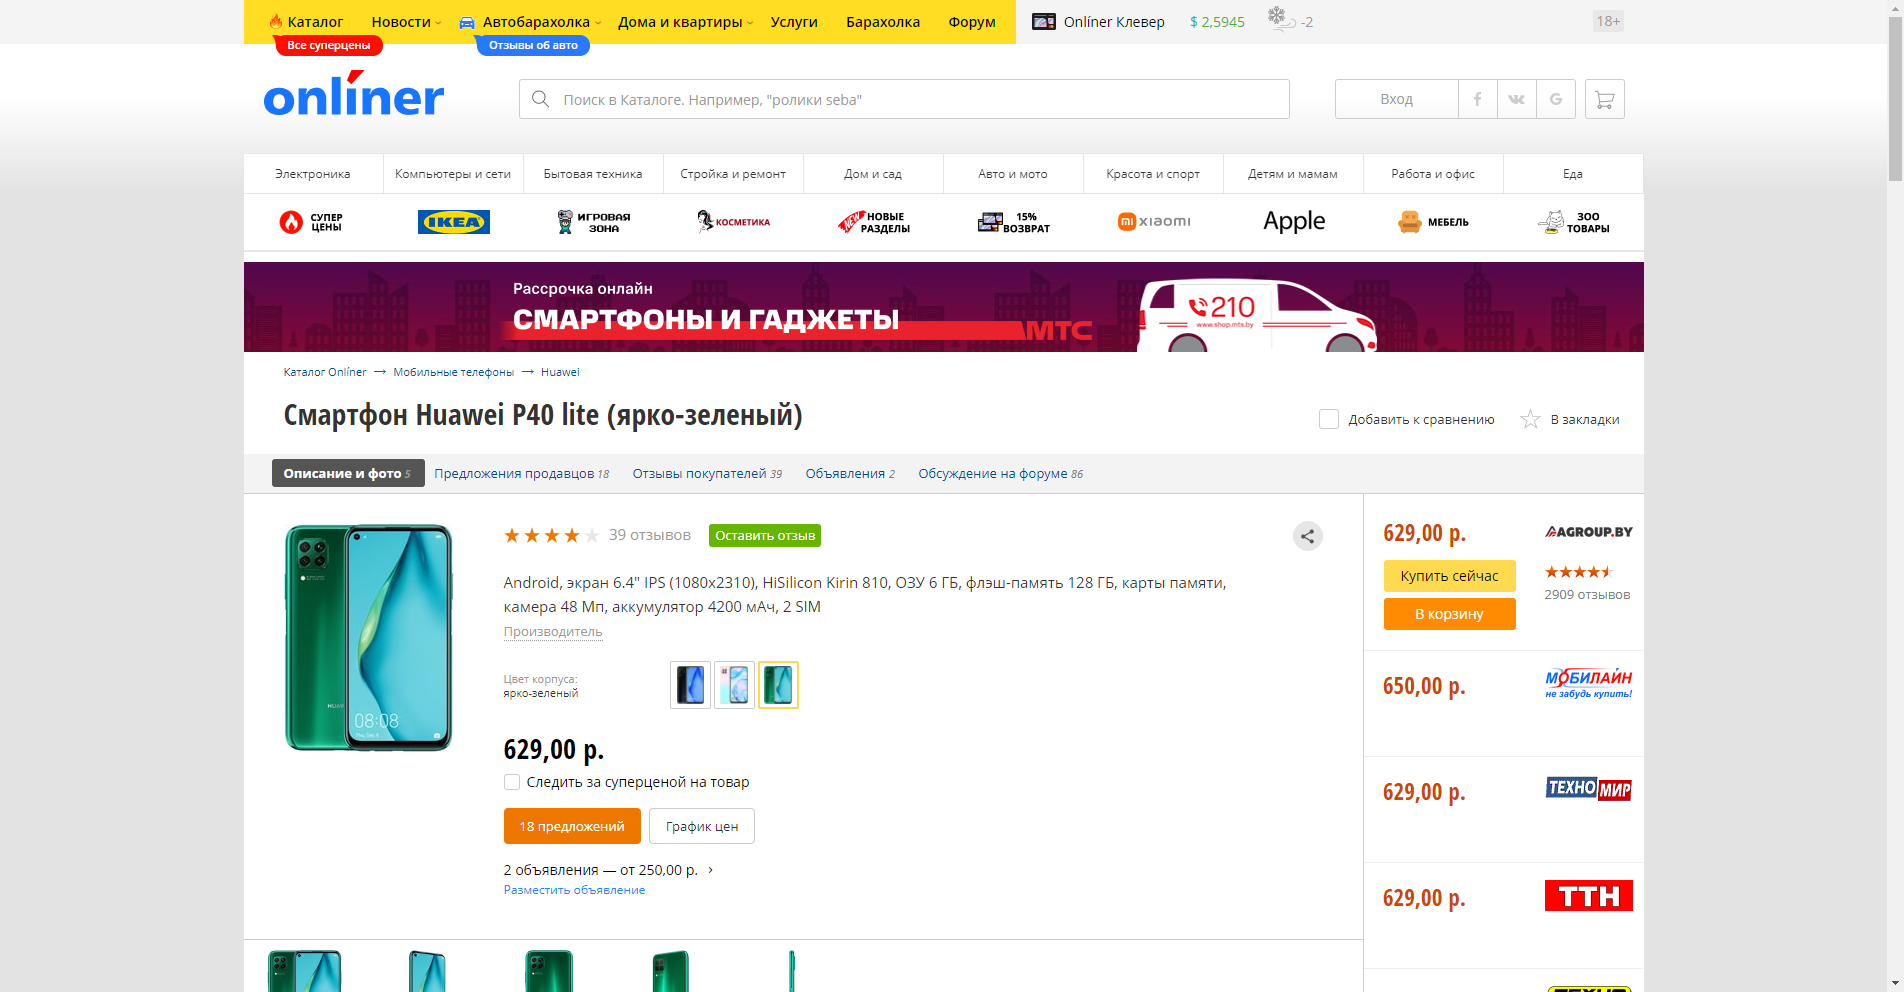 Каталог Новости Автобарахолка Дома и квартиры Услуги Барахолка Форум Onlíner Клевер $ 2,5945 -2 18+
Все суперцены Отзывы об авто
onlíner
Поиск в Каталоге. Например, "ролики seba"
Вход f G
Электроника Компьютеры и сети Бытовая техника Стройка и ремонт Дом и сад Авто и мото Красота и спорт Детям и мамам Работа и офис Еда
СУПЕР ЦЕНЫ
IKEA
ИГРОВАЯ ЗОНА
КОСМЕТИКА
NEW НОВЫЕ РАЗДЕЛЫ
15% ВОЗВРАТ
mi xiaomi
Apple
МЕБЕЛЬ
ЗОО ТОВАРЫ
Рассрочка онлайн
СМАРТФОНЫ И ГАДЖЕТЫ
МТС
210
www.shop.mts.by
Каталог Onlíner → Мобильные телефоны → Huawei
Смартфон Huawei P40 lite (ярко-зеленый)
Добавить к сравнению В закладки
Описание и фото 5 Предложения продавцов 18 Отзывы покупателей 39 Объявления 2 Обсуждение на форуме 86
39 отзывов Оставить отзыв
Android, экран 6.4" IPS (1080x2310), HiSilicon Kirin 810, ОЗУ 6 ГБ, флэш-память 128 ГБ, карты памяти,
камера 48 Мп, аккумулятор 4200 мАч, 2 SIM
Производитель
Цвет корпуса:
ярко-зеленый
08:08
629,00 р.
Следить за суперценой на товар
18 предложений График цен
2 объявления — от 250,00 р.
Разместить объявление
629,00 р. AGROUP.BY
Купить сейчас
2909 отзывов
В корзину
650,00 р. МОБИЛАЙН
не забудь купить!
629,00 р. ТЕХНО МИР
629,00 р. ТТН